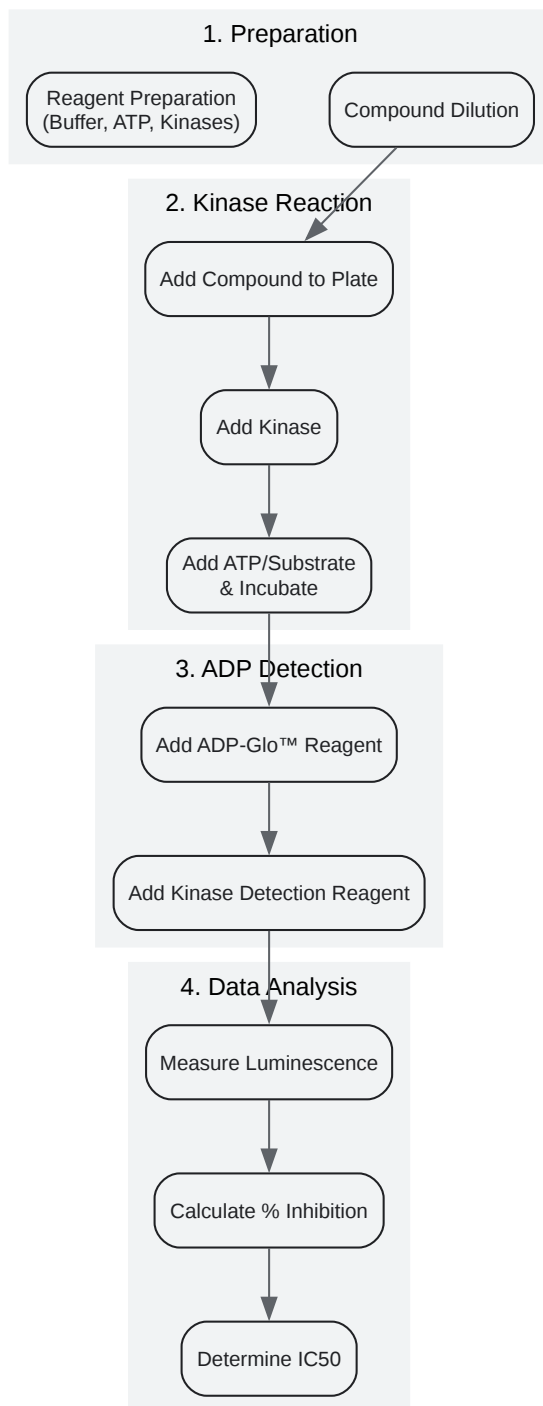 1. Preparation
Reagent Preparation
(Buffer, ATP, Kinases)
Compound Dilution
2. Kinase Reaction
Add Compound to Plate
Add Kinase
Add ATP/Substrate
& Incubate
3. ADP Detection
Add ADP-Glo™ Reagent
Add Kinase Detection Reagent
4. Data Analysis
Measure Luminescence
Calculate % Inhibition
Determine IC50